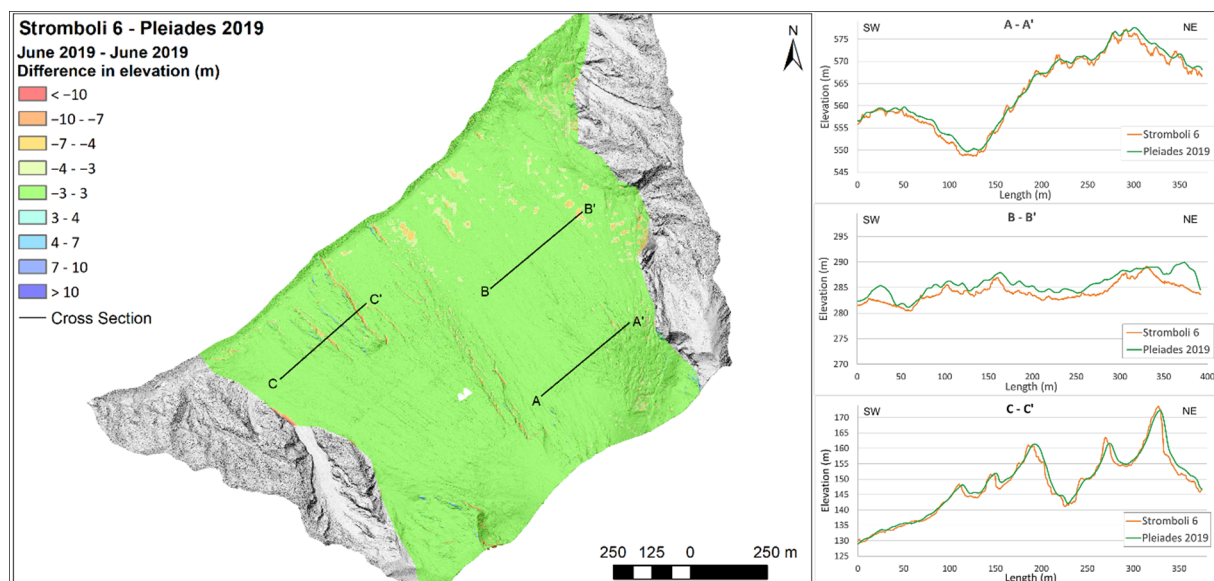 Stromboli 6 - Pleiades 2019
June 2019 - June 2019
Difference in elevation (m)
< −10
−10 - −7
−7 - −4
−4 - −3
−3 - 3
3 - 4
4 - 7
7 - 10
> 10
Cross Section
N
B'
B
C'
C
A'
A
250 125 0 250 m
A - A'
SW
NE
Elevation (m)
575
570
565
560
555
550
545
Stromboli 6
Pleiades 2019
0 50 100 150 200 250 300 350
Length (m)
B - B'
SW
NE
Elevation (m)
295
290
285
280
275
270
Stromboli 6
Pleiades 2019
0 50 100 150 200 250 300 350 400
Length (m)
C - C'
SW
NE
Elevation (m)
170
165
160
155
150
145
140
135
130
125
Stromboli 6
Pleiades 2019
0 50 100 150 200 250 300 350
Length (m)